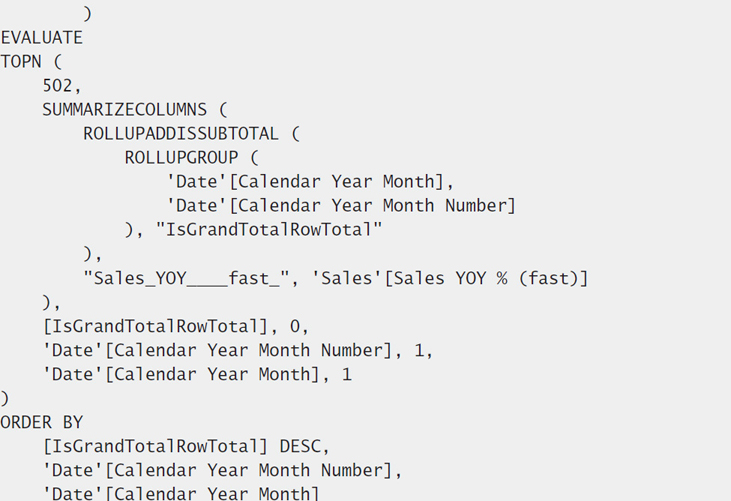 )
EVALUATE
TOPN (
502,
SUMMARIZECOLUMNS (
ROLLUPADDISSUBTOTAL (
ROLLUPGROUP (
'Date'[Calendar Year Month],
'Date'[Calendar Year Month Number]
), "IsGrandTotalRowTotal"
),
"Sales_YOY____fast_", 'Sales'[Sales YOY % (fast)]
),
[IsGrandTotalRowTotal], 0,
'Date'[Calendar Year Month Number], 1,
'Date'[Calendar Year Month], 1
)
ORDER BY
[IsGrandTotalRowTotal] DESC,
'Date'[Calendar Year Month Number],
'Date'[Calendar Year Month]